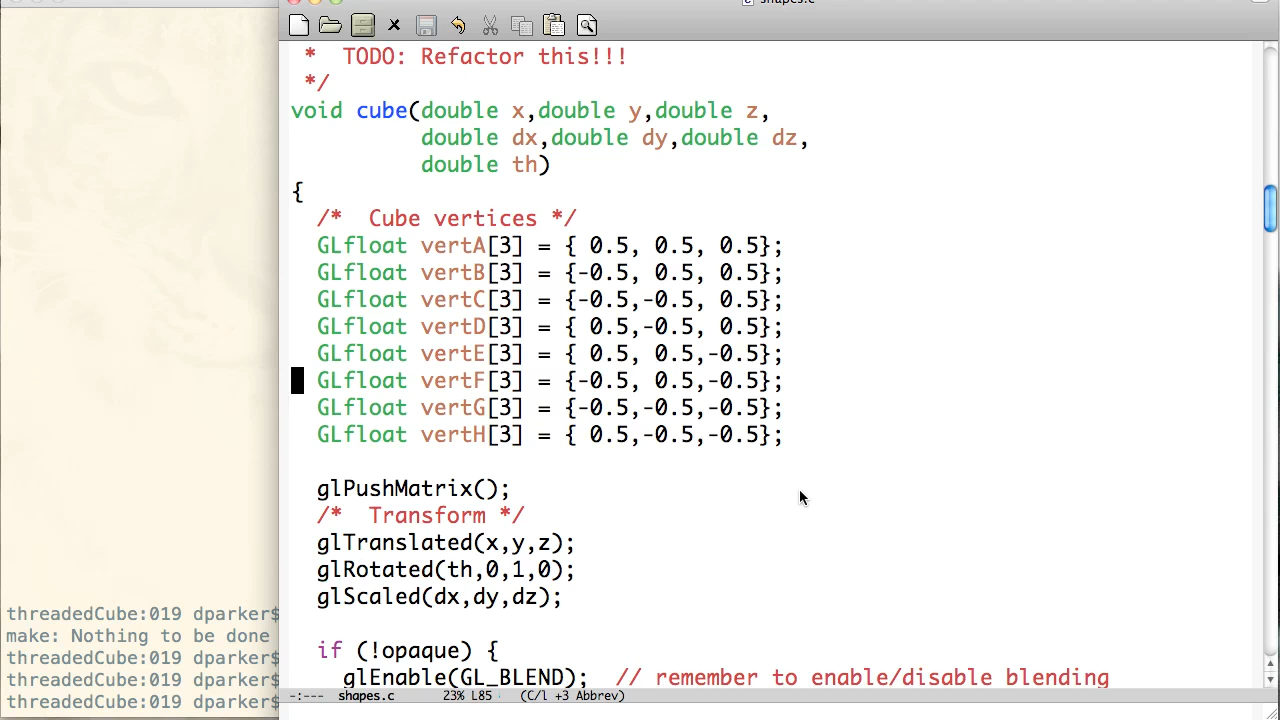 shapes.c
* TODO: Refactor this!!!
*/
void cube(double x,double y,double z,
double dx,double dy,double dz,
double th)
{
/* Cube vertices */
GLfloat vertA[3] = { 0.5, 0.5, 0.5};
GLfloat vertB[3] = {-0.5, 0.5, 0.5};
GLfloat vertC[3] = {-0.5,-0.5, 0.5};
GLfloat vertD[3] = { 0.5,-0.5, 0.5};
GLfloat vertE[3] = { 0.5, 0.5,-0.5};
GLfloat vertF[3] = {-0.5, 0.5,-0.5};
GLfloat vertG[3] = {-0.5,-0.5,-0.5};
GLfloat vertH[3] = { 0.5,-0.5,-0.5};
glPushMatrix();
/* Transform */
glTranslated(x,y,z);
glRotated(th,0,1,0);
glScaled(dx,dy,dz);
if (!opaque) {
glEnable(GL_BLEND); // remember to enable/disable blending
-:--- shapes.c 23% L85 (C/l +3 Abbrev)
threadedCube:019 dparker$
make: Nothing to be done
threadedCube:019 dparker$
threadedCube:019 dparker$
threadedCube:019 dparker$